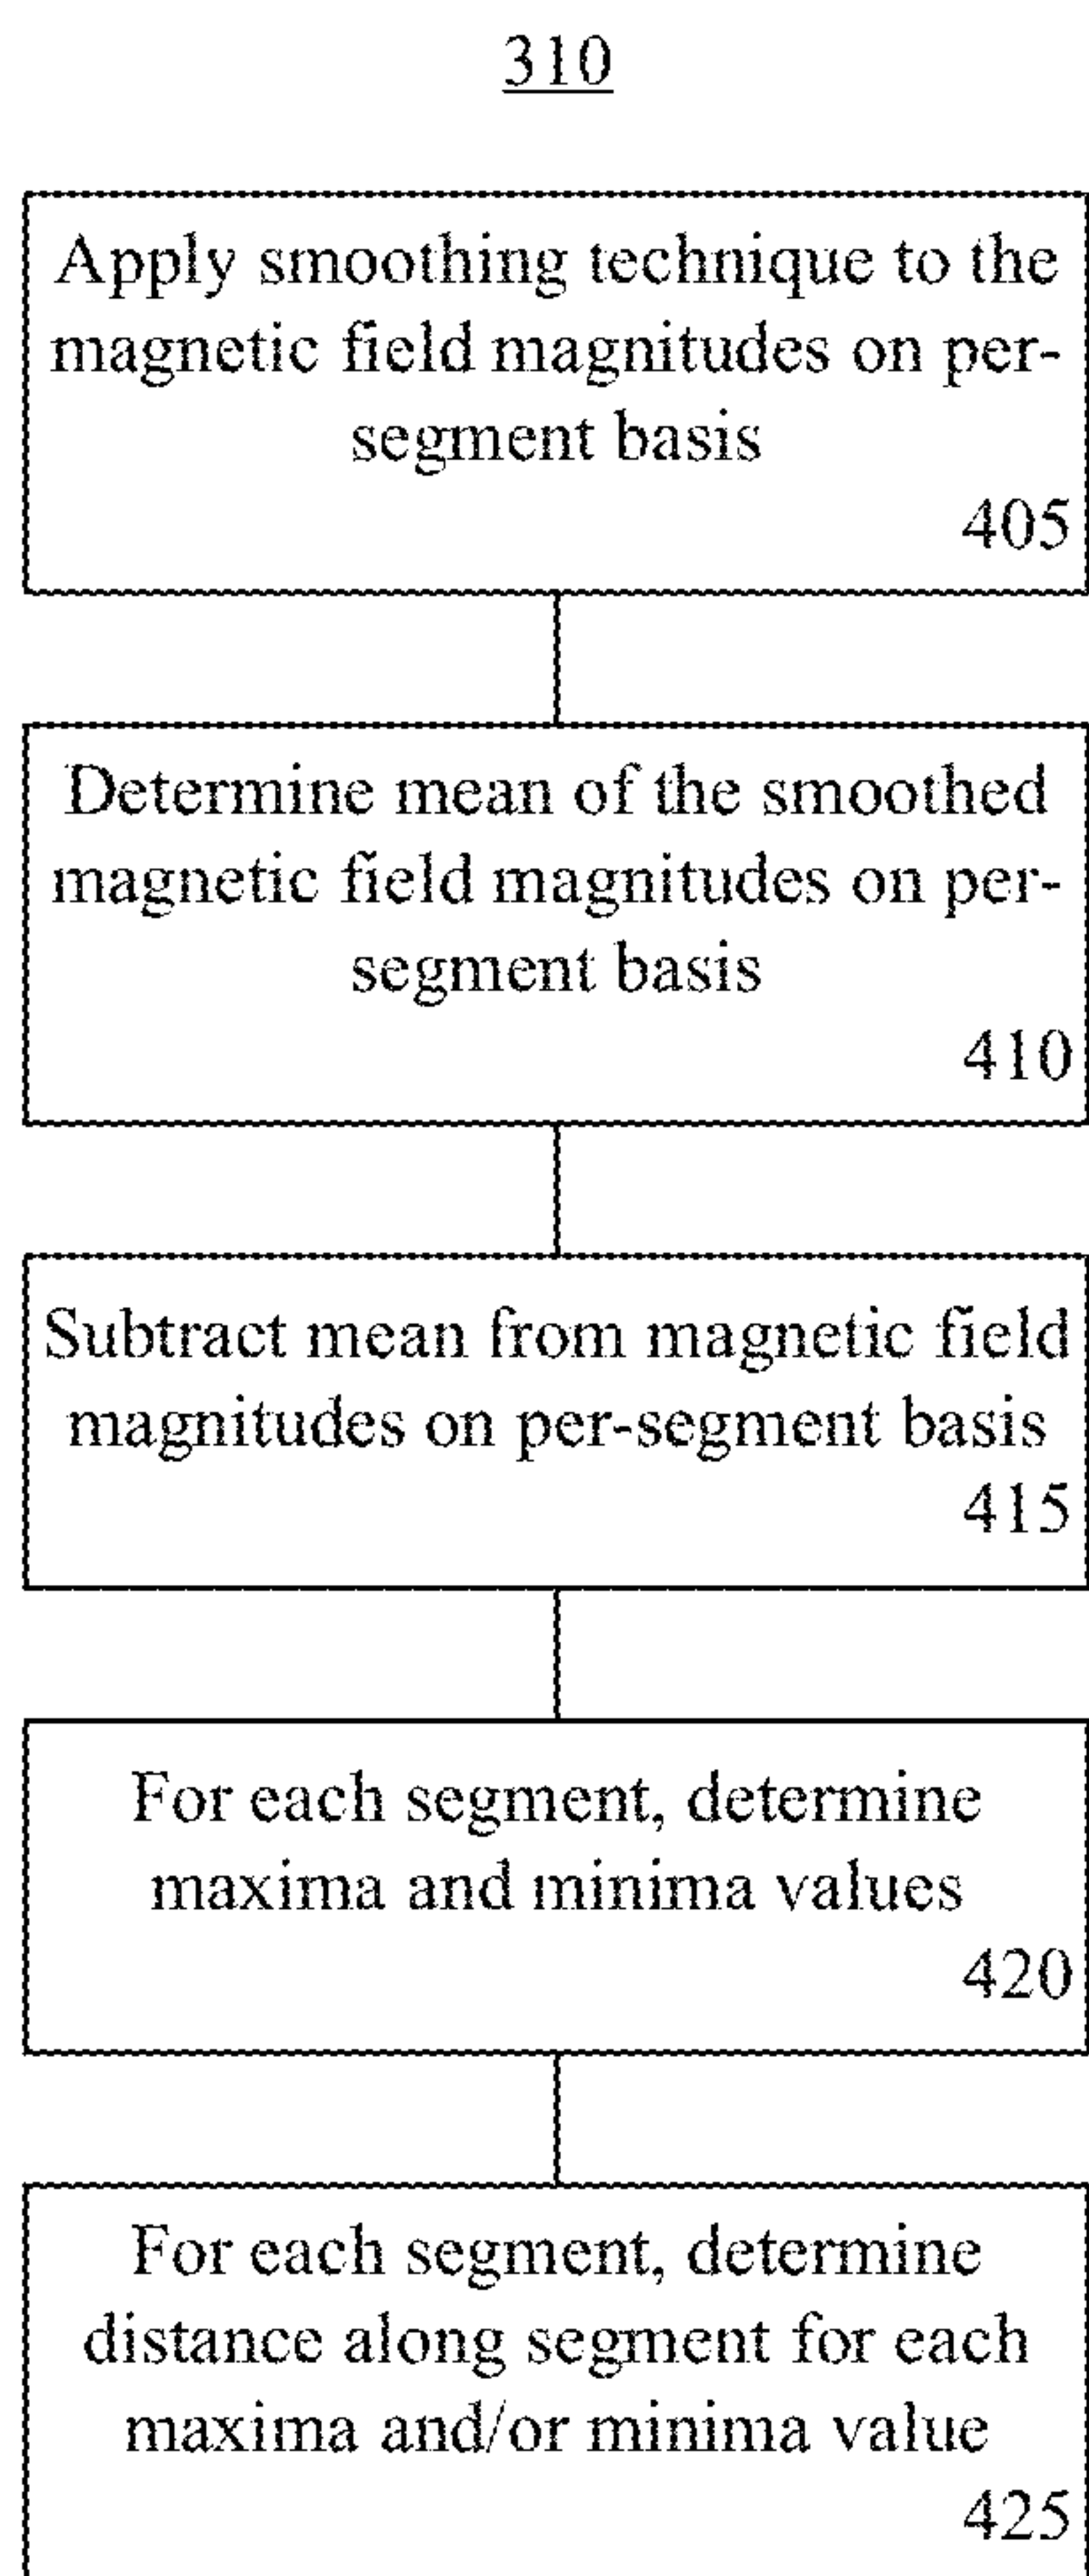 310
Apply smoothing technique to the
magnetic field magnitudes on per-
segment basis
405
Determine mean of the smoothed
magnetic field magnitudes on per-
segment basis
410
Subtract mean from magnetic field
magnitudes on per-segment basis
415
For each segment, determine
maxima and minima values
420
For each segment, determine
distance along segment for each
maxima and/or minima value
425